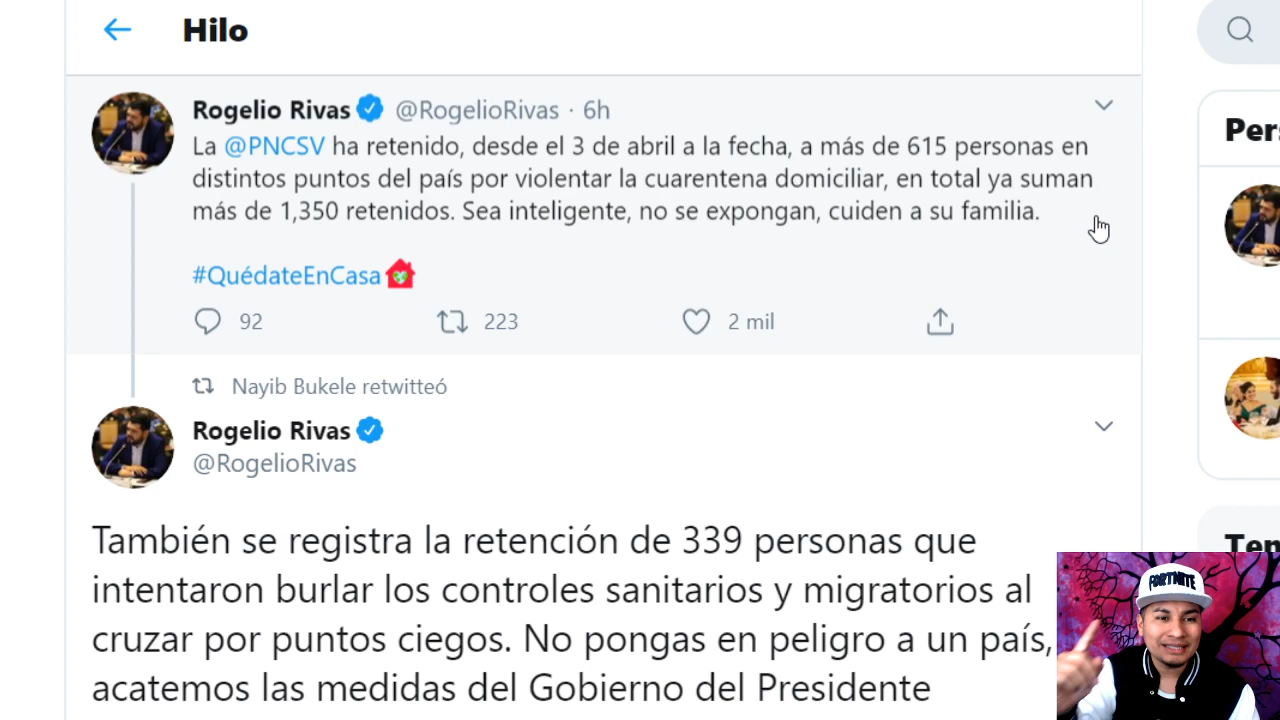 Hilo
Rogelio Rivas @RogelioRivas · 6h
La @PNCSV ha retenido, desde el 3 de abril a la fecha, a más de 615 personas en
distintos puntos del país por violentar la cuarentena domiciliar, en total ya suman
más de 1,350 retenidos. Sea inteligente, no se expongan, cuiden a su familia.
#QuédateEnCasa
92 223 2 mil
Nayib Bukele retwitteó
Rogelio Rivas
@RogelioRivas
También se registra la retención de 339 personas que
intentaron burlar los controles sanitarios y migratorios al
cruzar por puntos ciegos. No pongas en peligro a un país,
acatemos las medidas del Gobierno del Presidente
Per
Ten
FORTNITE